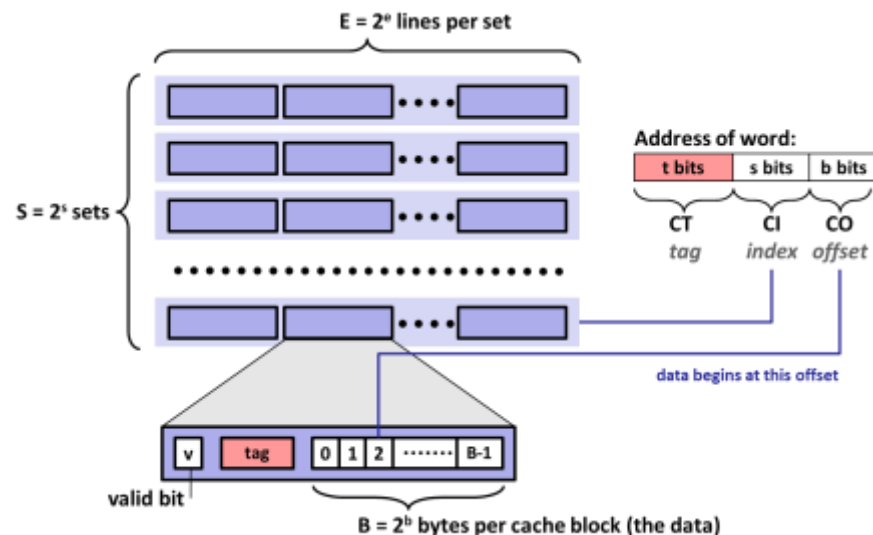 E = 2ᵉ lines per set
S = 2ˢ sets
Address of word:
t bits s bits b bits
CT CI CO
tag index offset
data begins at this offset
v tag 0 1 2 ....... B-1
valid bit
B = 2ᵇ bytes per cache block (the data)